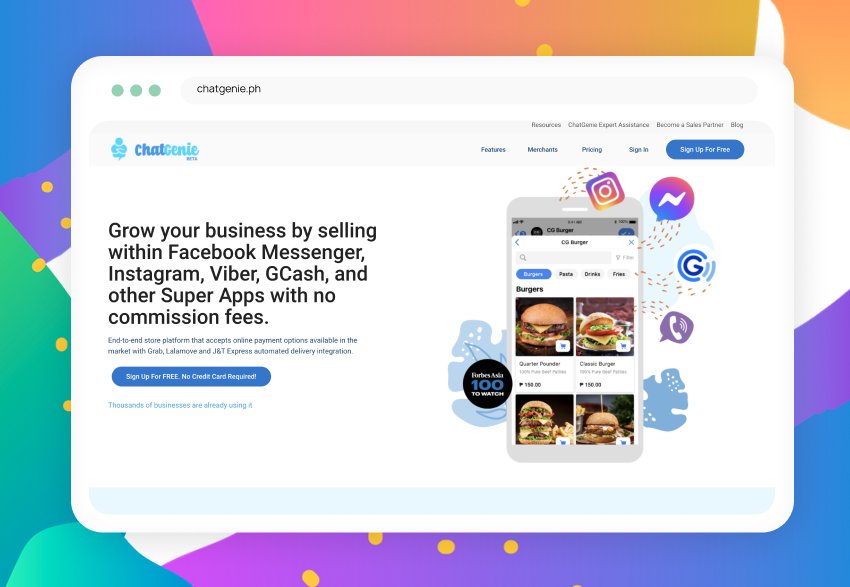 chatgenie.ph
Resources ChatGenie Expert Assistance Become a Sales Partner Blog
ChatGenie
BETA
Features Merchants Pricing Sign In Sign Up For Free
Grow your business by selling
within Facebook Messenger,
Instagram, Viber, GCash, and
other Super Apps with no
commission fees.
End-to-end store platform that accepts online payment options available in the
market with Grab, Lalamove and J&T Express automated delivery integration.
Sign Up For FREE. No Credit Card Required!
Thousands of businesses are already using it
CG Burger
CG Burger
Filter
Burgers Pasta Drinks Fries
Burgers
Quarter Pounder Classic Burger
100% Pure Beef Patties 100% Pure Beef Patties
₱ 150.00 ₱ 150.00
Forbes Asia
100
TO WATCH